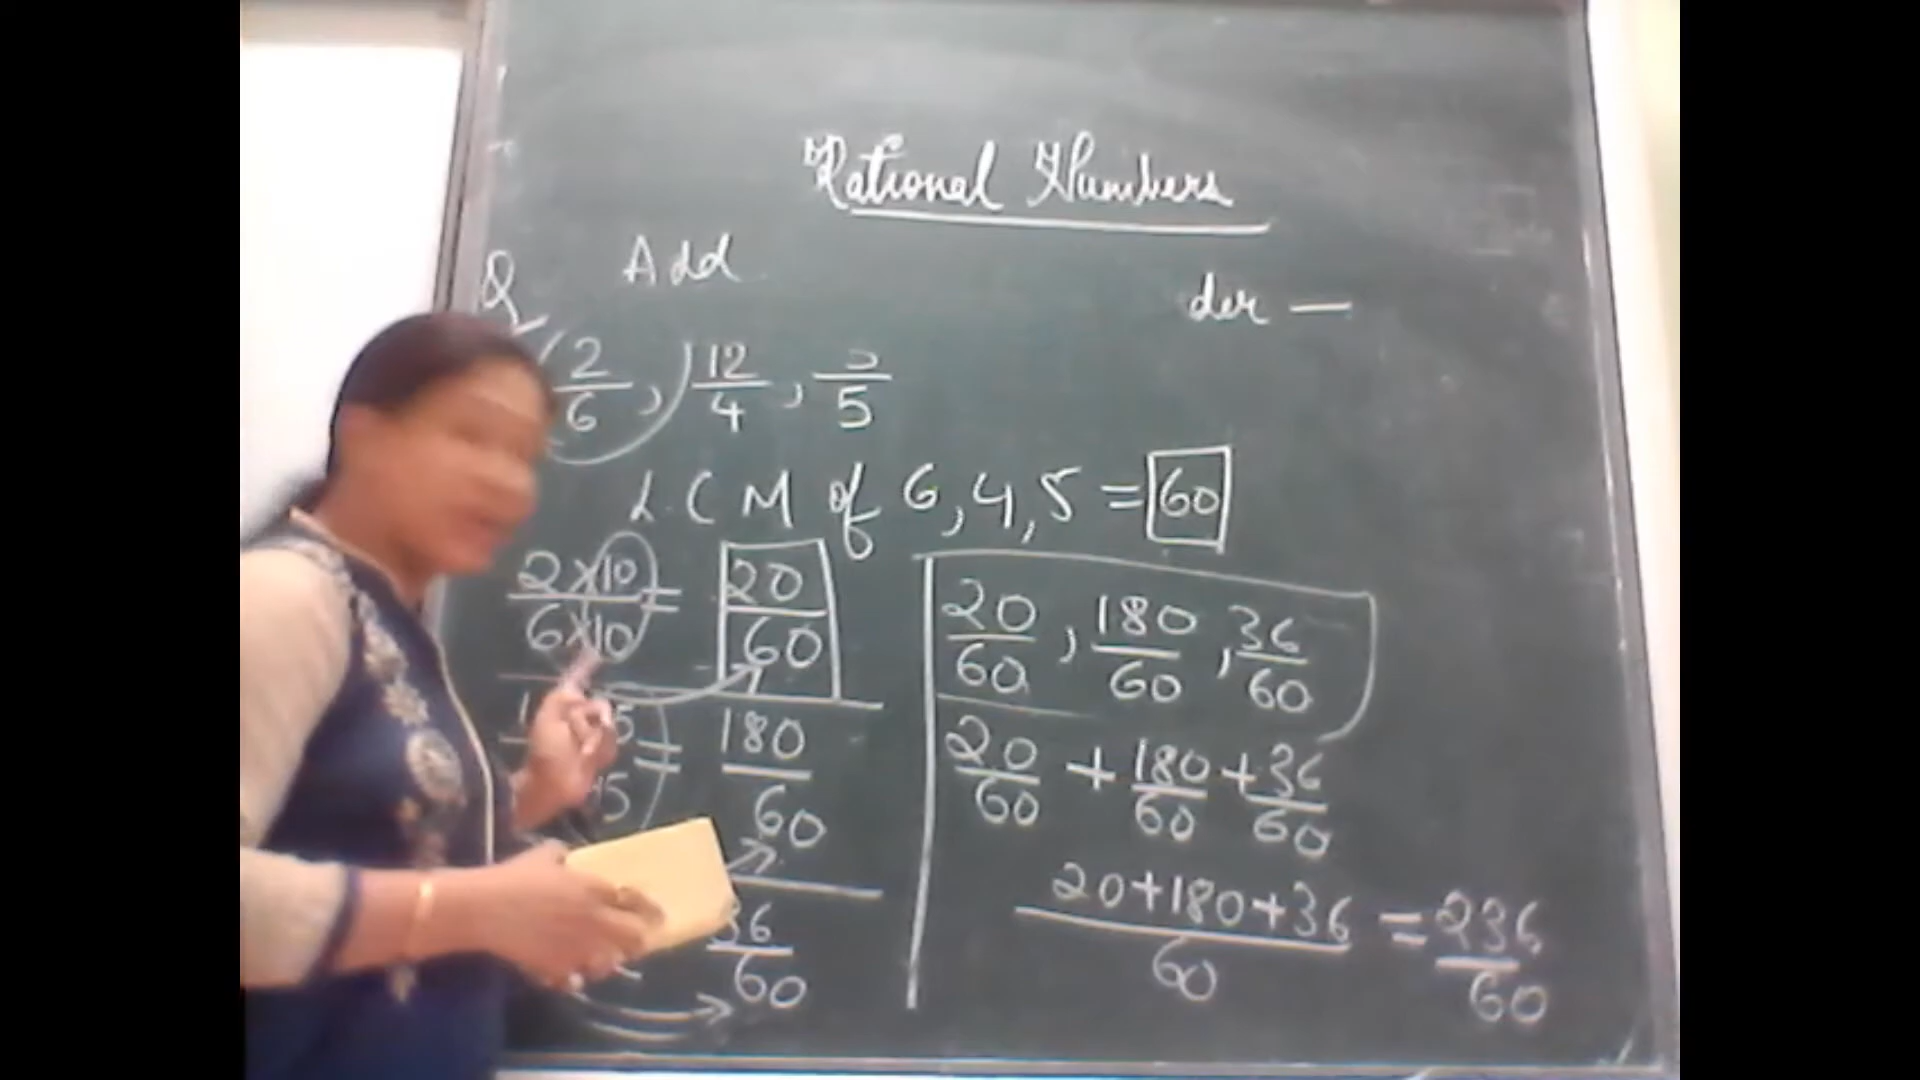 Rational Numbers
Q Add
der —
2/6, 12/4, 3/5
LCM of 6, 4, 5 = 60
2×10/6×10 = 20/60
= 180/60
36/60
20/60, 180/60, 36/60
20/60 + 180/60 + 36/60
20+180+36/60 = 236/60